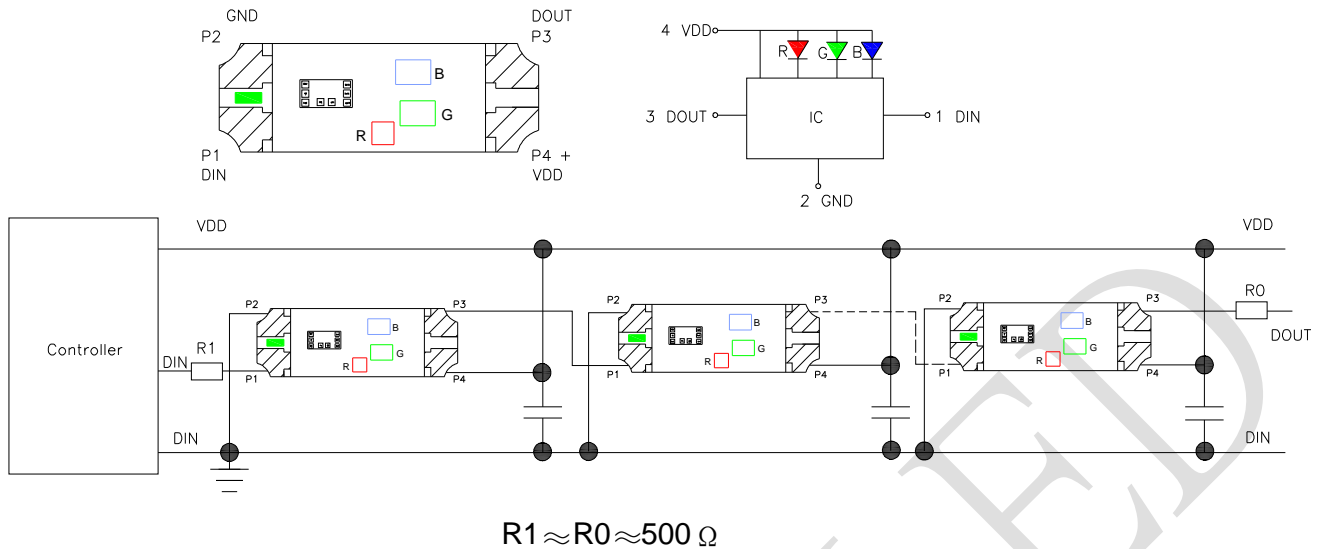 GND DOUT
P2 P3
B
G
R
P1 P4 +
DIN VDD
4 VDD
R G B
3 DOUT IC 1 DIN
2 GND
VDD VDD
P2 P3 P2 P3 P2 P3 R0
B B B
Controller DOUT
DIN R1 G G G
R R R
P1 P4 P1 P4 P1 P4
DIN DIN
R1≈R0≈500 Ω
ED